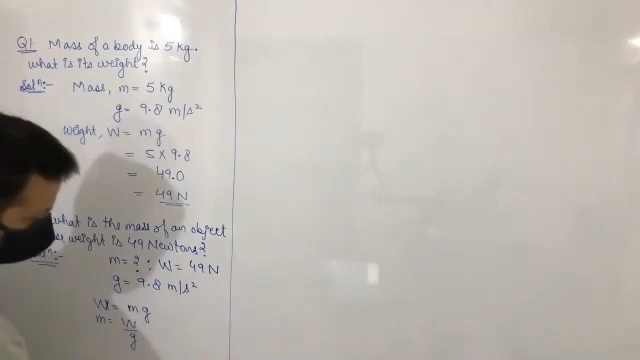 Q1. Mass of a body is 5 kg.
What is its weight?
Solⁿ:- Mass, m = 5 kg
g = 9.8 m/s²
Weight, W = mg
= 5 × 9.8
= 49.0
= 49 N
what is the mass of an object
weight is 49 Newtons?
m = ? ; W = 49 N
g = 9.8 m/s²
W = mg
m = W
g